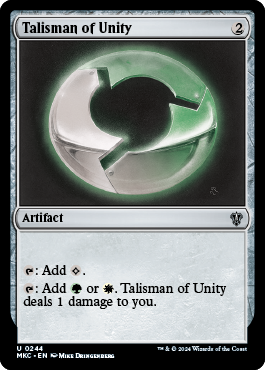 Talisman of Unity 2
Artifact
: Add .
: Add or . Talisman of Unity
deals 1 damage to you.
U 0244
MKC • EN Mike Dringenberg
™ & © 2024 Wizards of the Coast